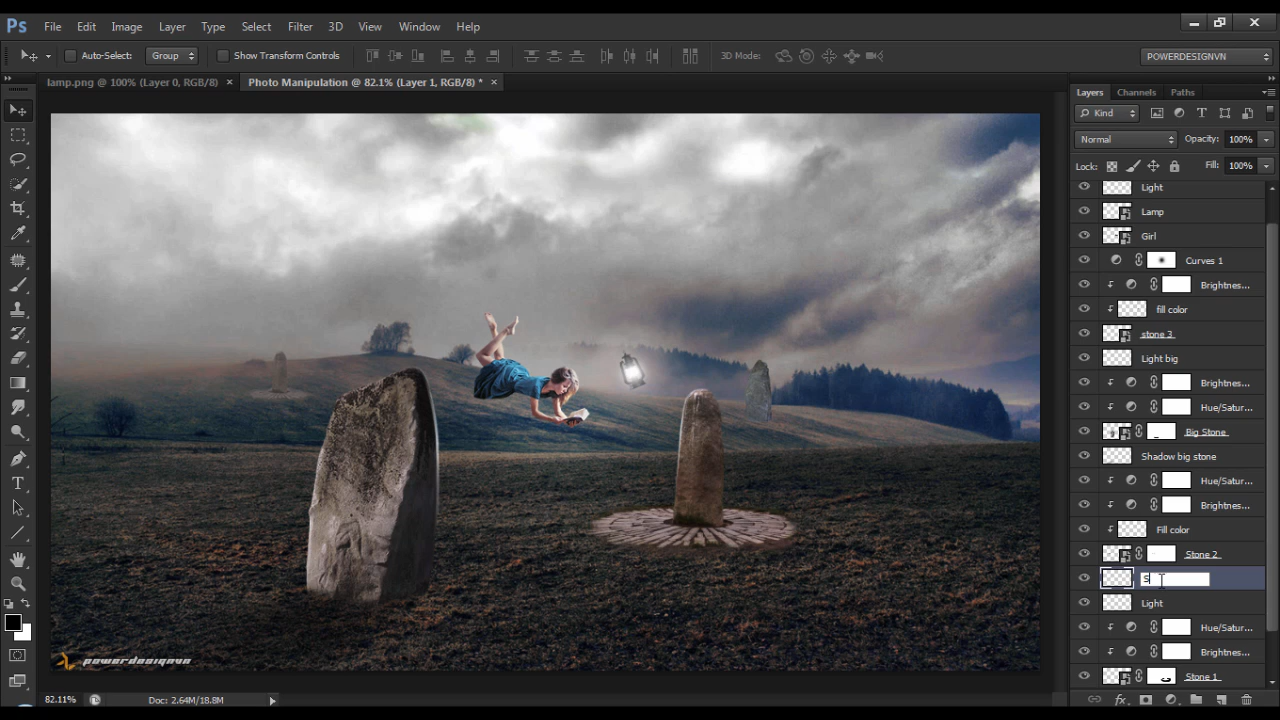 Ps File Edit Image Layer Type Select Filter 3D View Window Help
Auto-Select: Group Show Transform Controls 3D Mode: POWERDESIGNVN
lamp.png @ 100% (Layer 0, RGB/8) × Photo Manipulation @ 82.1% (Layer 1, RGB/8) * ×
Layers Channels Paths
Kind
Normal Opacity: 100%
Lock: Fill: 100%
Light
Lamp
Girl
Curves 1
Brightnes...
fill color
stone 3
Light big
Brightnes...
Hue/Satur...
Big Stone
Shadow big stone
Hue/Satur...
Brightnes...
Fill color
Stone 2
S
Light
Hue/Satur...
Brightnes...
Stone 1
powerdesignvn
82.11% Doc: 2.64M/18.8M
fx